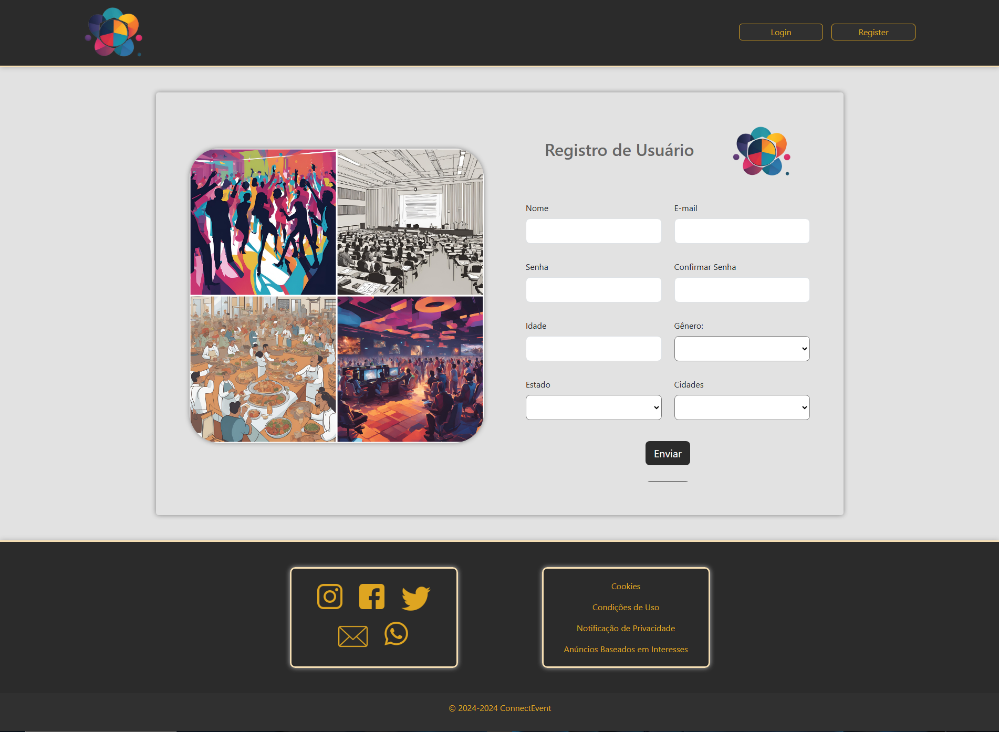 Login
Register
Registro de Usuário
Nome
E-mail
Senha
Confirmar Senha
Idade
Gênero:
Estado
Cidades
Enviar
Cookies
Condições de Uso
Notificação de Privacidade
Anúncios Baseados em Interesses
© 2024-2024 ConnectEvent